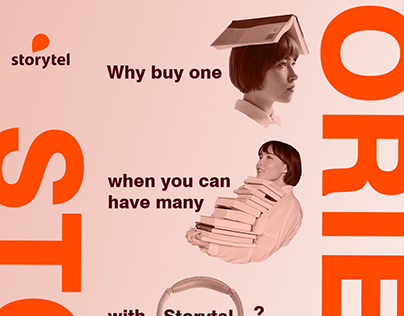 storytel
Why buy one
when you can
have many
with Storytel ?
STO
ORIE